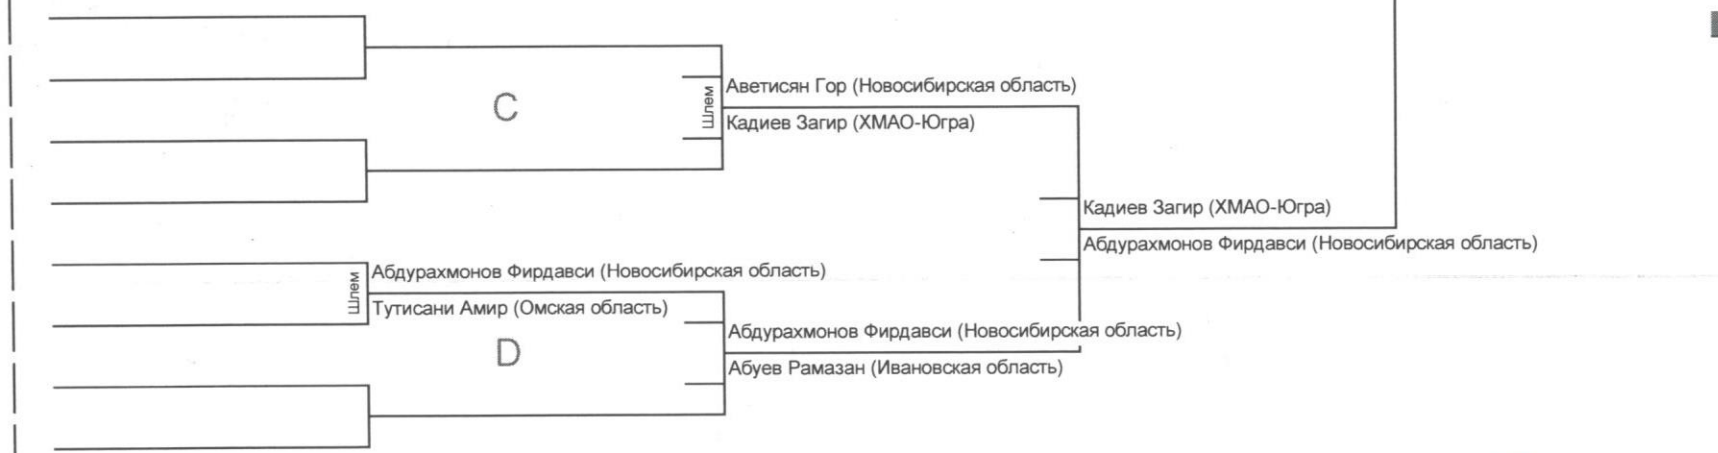 Аветисян Гор (Новосибирская область)
C
Шлем
Кадиев Загир (ХМАО-Югра)
Кадиев Загир (ХМАО-Югра)
Абдурахмонов Фирдавси (Новосибирская область)
Абдурахмонов Фирдавси (Новосибирская область)
Шлем
Тутисани Амир (Омская область)
Абдурахмонов Фирдавси (Новосибирская область)
D
Абуев Рамазан (Ивановская область)